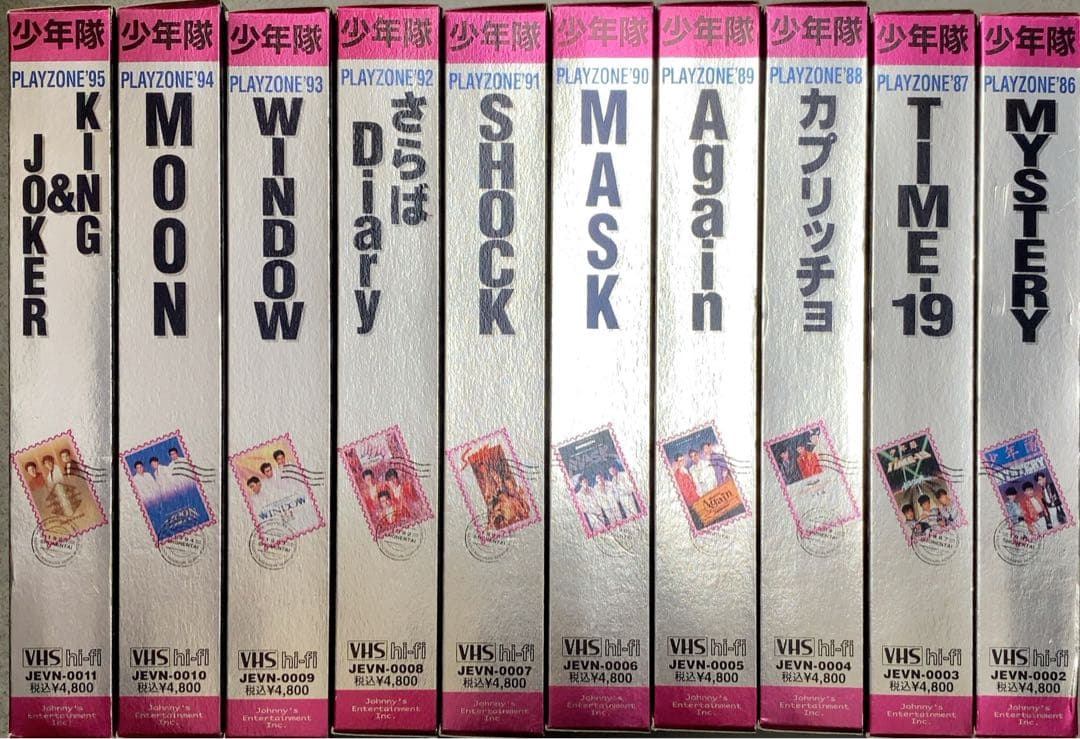 少年隊
PLAYZONE'95
KING
&
JOKER
VHS hi-fi
JEVN-0011
税込¥4,800
Johnny's
Entertainment
Inc.
少年隊
PLAYZONE'94
MOON
VHS hi-fi
JEVN-0010
税込¥4,800
Johnny's
Entertainment
Inc.
少年隊
PLAYZONE'93
WINDOW
WINDOW
VHS hi-fi
JEVN-0009
税込¥4,800
Johnny's
Entertainment
Inc.
少年隊
PLAYZONE'92
さらば
Diary
VHS hi-fi
JEVN-0008
税込¥4,800
Johnny's
Entertainment
Inc.
少年隊
PLAYZONE'91
SHOCK
VHS hi-fi
JEVN-0007
税込¥4,800
Johnny's
Entertainment
Inc.
少年隊
PLAYZONE'90
MASK
MASK
VHS hi-fi
JEVN-0006
税込¥4,800
Johnny's
Entertainment
Inc.
少年隊
PLAYZONE'89
Again
Again
VHS hi-fi
JEVN-0005
税込¥4,800
Johnny's
Entertainment
Inc.
少年隊
PLAYZONE'88
カプリッチョ
VHS hi-fi
JEVN-0004
税込¥4,800
Johnny's
Entertainment
Inc.
少年隊
PLAYZONE'87
TIME-19
VHS hi-fi
JEVN-0003
税込¥4,800
Johnny's
Entertainment
Inc.
少年隊
PLAYZONE'86
MYSTERY
少年隊
MYSTERY
VHS hi-fi
JEVN-0002
税込¥4,800
Johnny's
Entertainment
Inc.